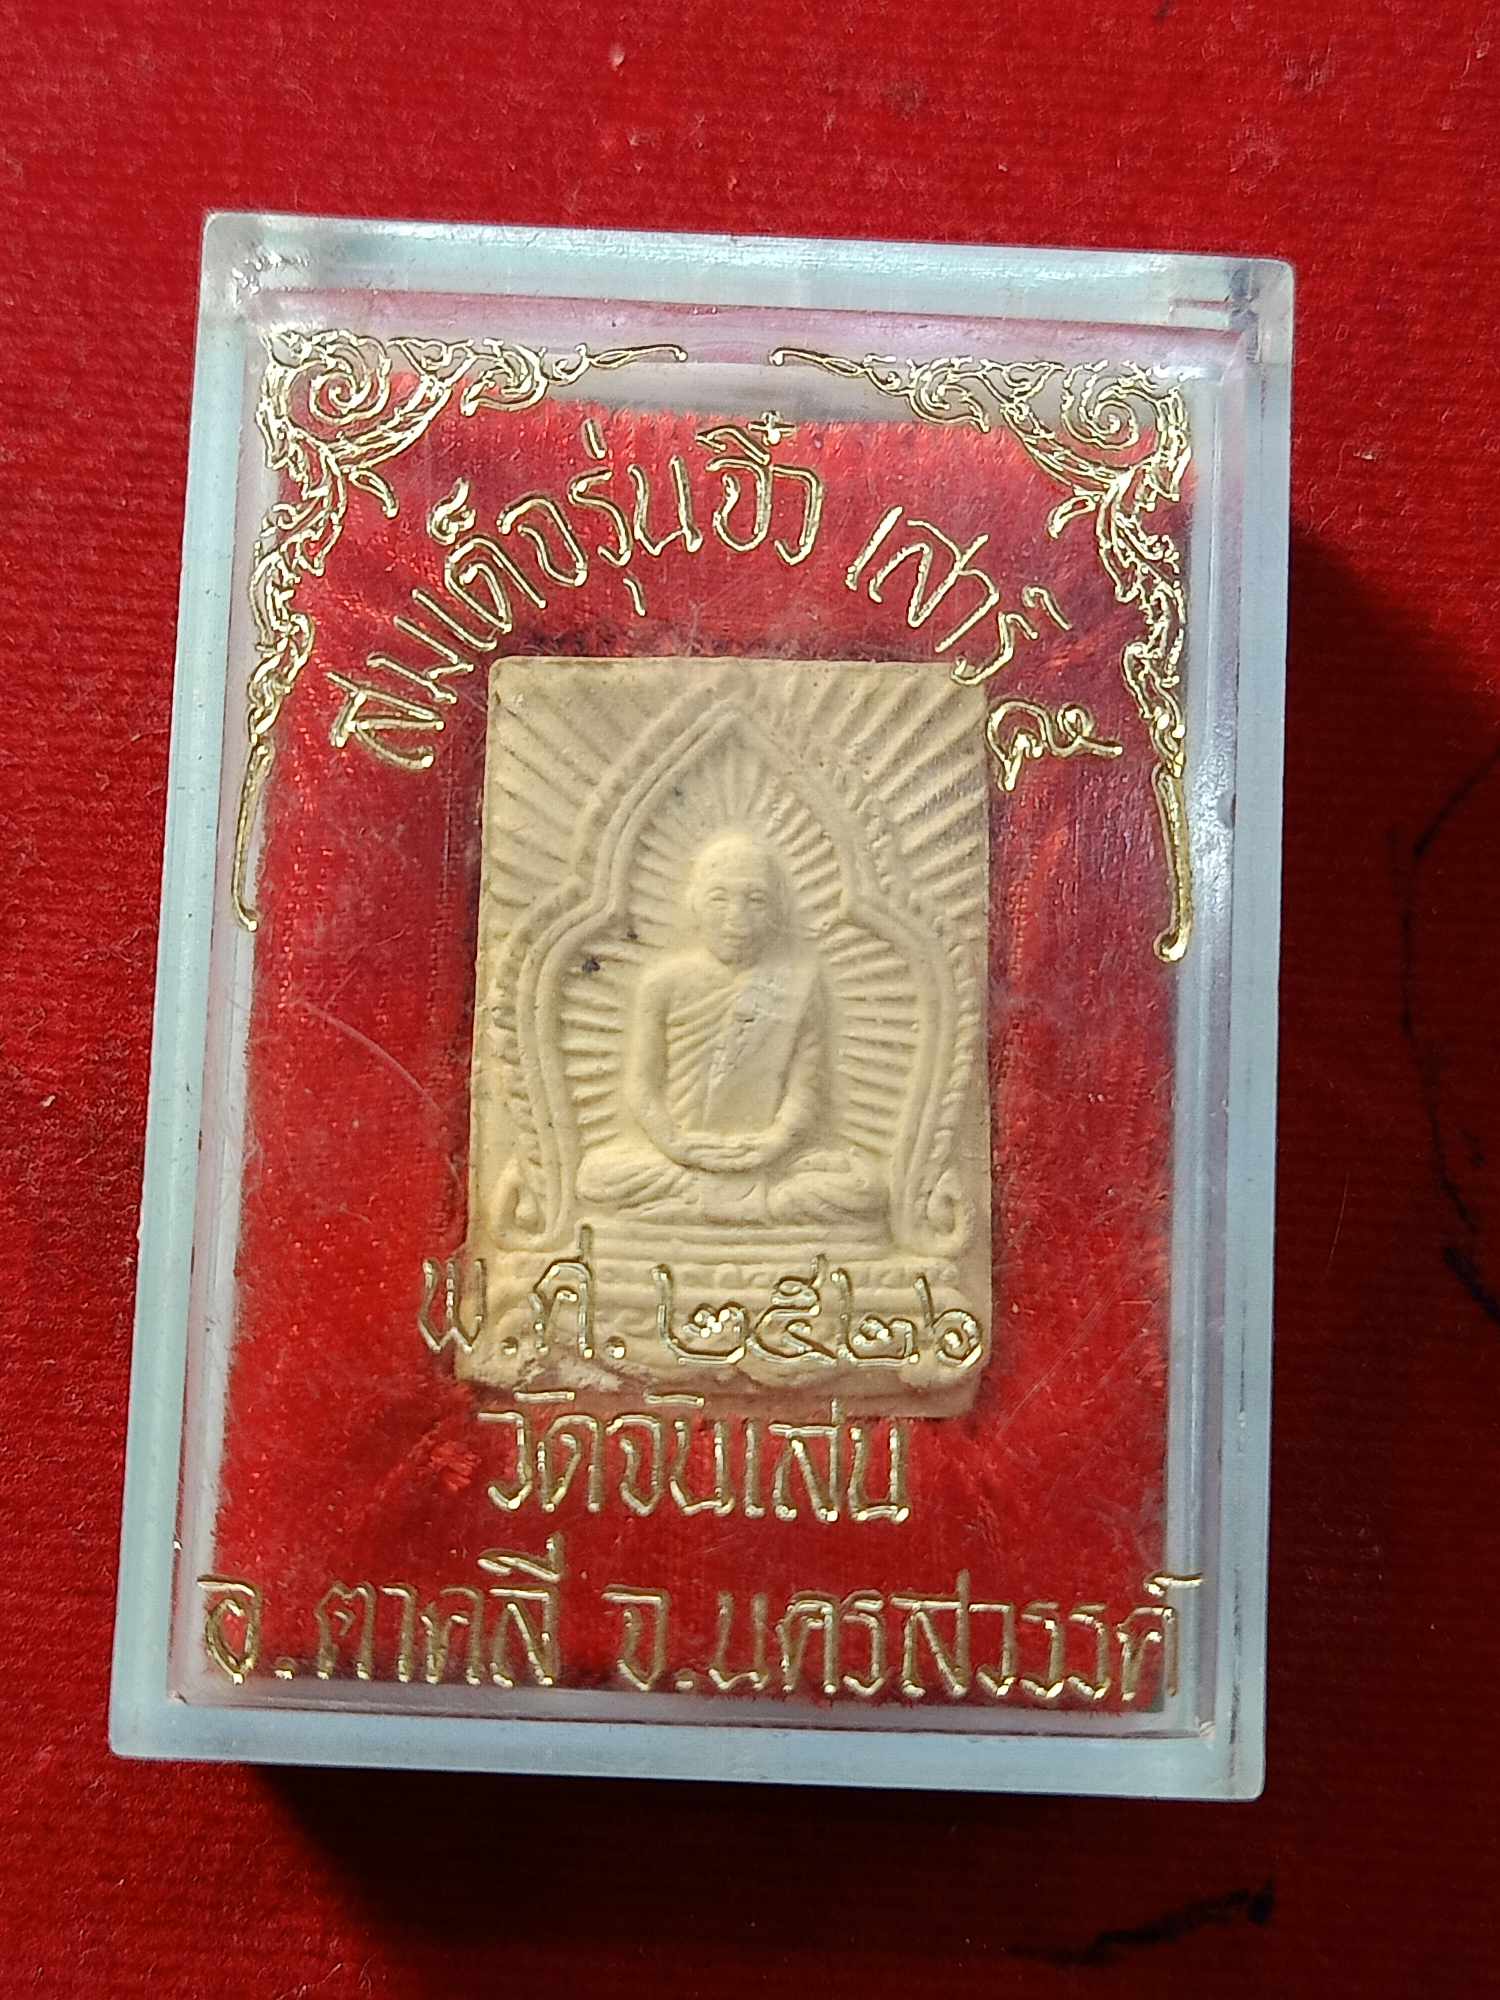 สมเด็จรุ่นจิ๋ว เสาร์ ๕
พ.ศ.๒๕๒๖
วัดจันเสน
อ.ตาคลี จ.นครสวรรค์